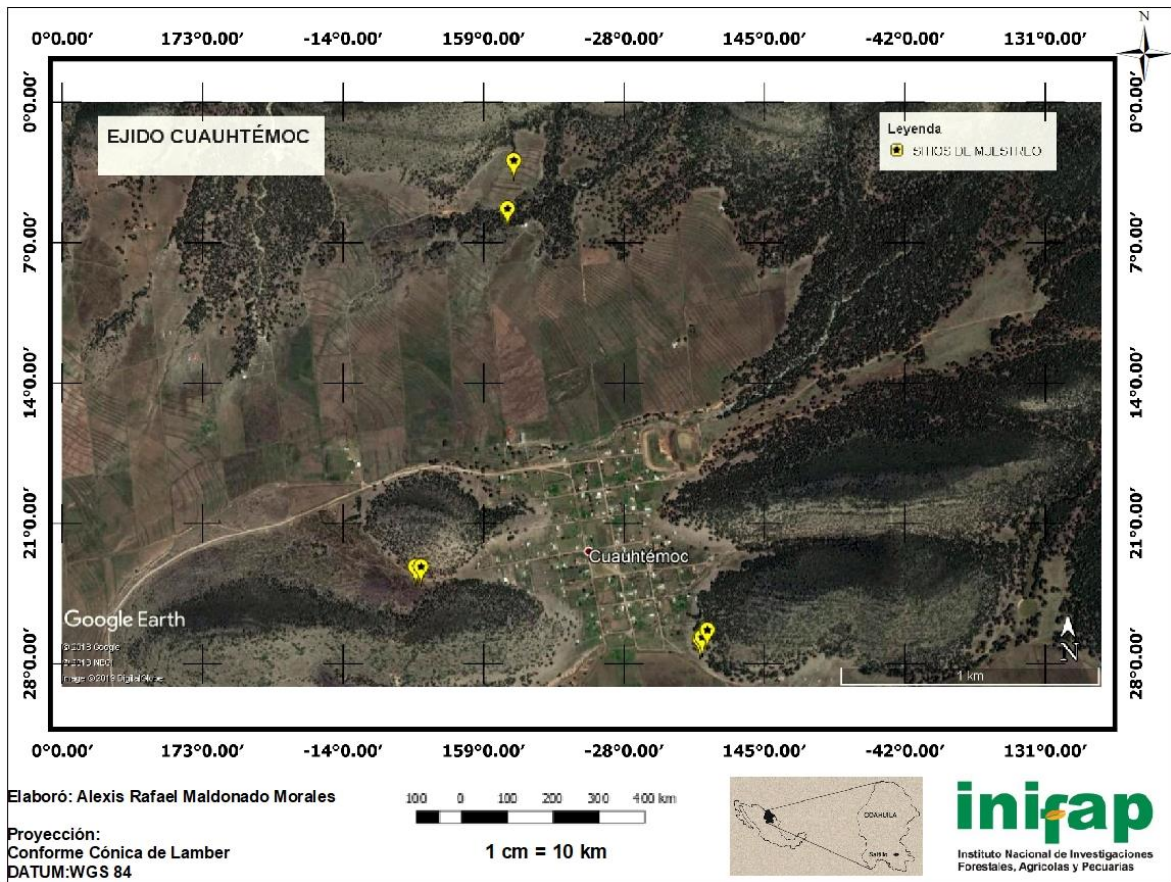 N
0°0.00′ 173°0.00′ -14°0.00′ 159°0.00′ -28°0.00′ 145°0.00′ -42°0.00′ 131°0.00′
0°0.00′
0°0.00′
EJIDO CUAUHTÉMOC
Leyenda
SITIOS DE MUESTREO
7°0.00′
7°0.00′
14°0.00′
14°0.00′
21°0.00′
21°0.00′
Cuauhtémoc
Google Earth
N
28°0.00′
28°0.00′
1 km
0°0.00′ 173°0.00′ -14°0.00′ 159°0.00′ -28°0.00′ 145°0.00′ -42°0.00′ 131°0.00′
Elaboró: Alexis Rafael Maldonado Morales
Proyección:
Conforme Cónica de Lamber
DATUM:WGS 84
100 0 100 200 300 400 km
1 cm = 10 km
COAHUILA
Saltillo
inifap
Instituto Nacional de Investigaciones
Forestales, Agrícolas y Pecuarias